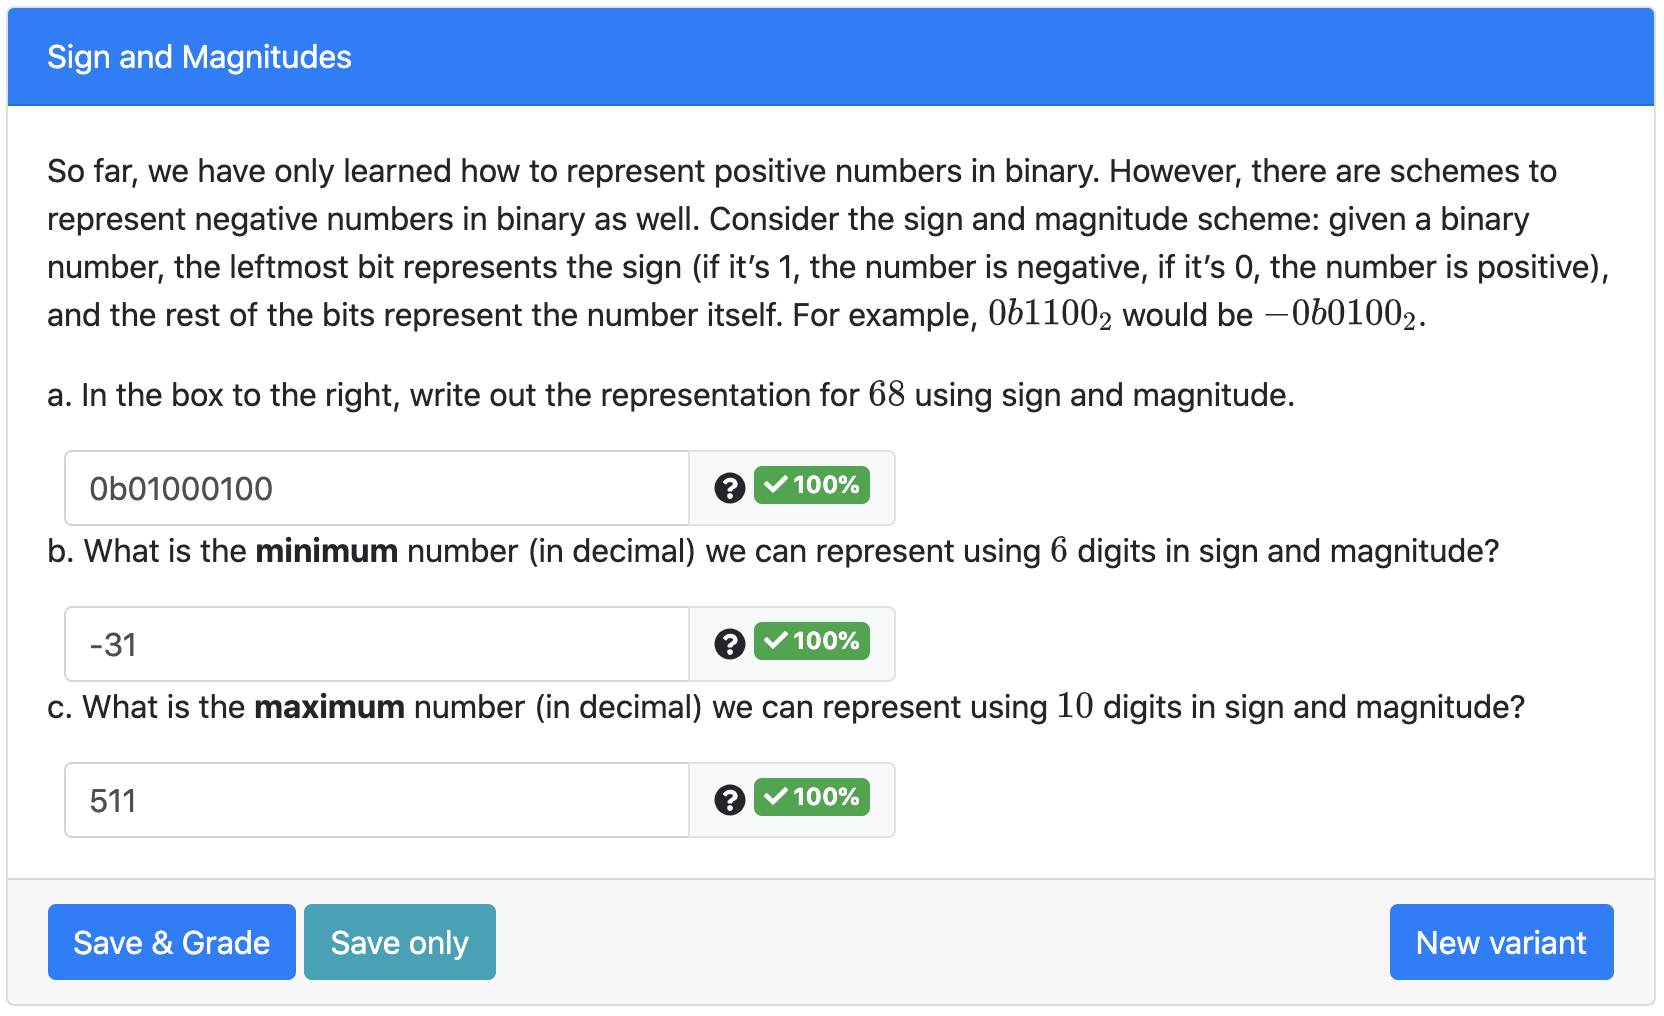 Sign and Magnitudes
So far, we have only learned how to represent positive numbers in binary. However, there are schemes to
represent negative numbers in binary as well. Consider the sign and magnitude scheme: given a binary
number, the leftmost bit represents the sign (if it’s 1, the number is negative, if it’s 0, the number is positive),
and the rest of the bits represent the number itself. For example, 0b1100₂ would be −0b0100₂.
a. In the box to the right, write out the representation for 68 using sign and magnitude.
0b01000100 ? ✓ 100%
b. What is the minimum number (in decimal) we can represent using 6 digits in sign and magnitude?
-31 ? ✓ 100%
c. What is the maximum number (in decimal) we can represent using 10 digits in sign and magnitude?
511 ? ✓ 100%
Save & Grade Save only New variant